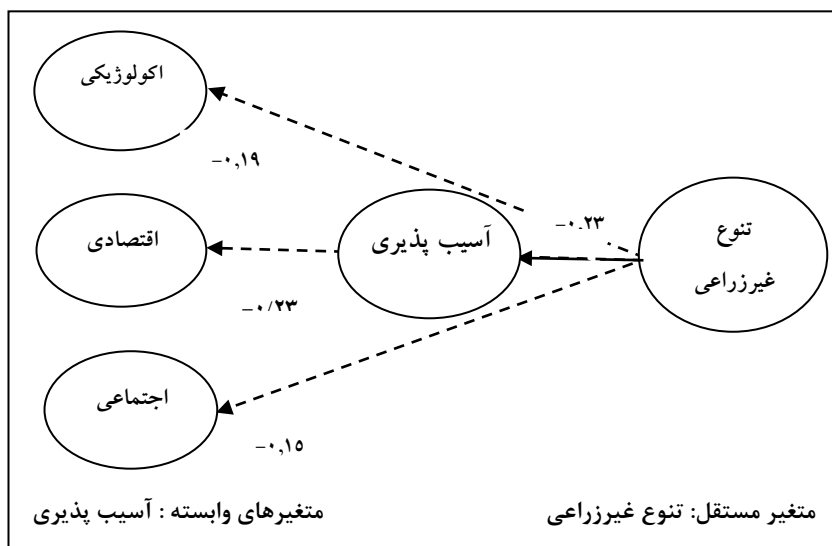 اکولوژیکی
-۰,۱۹
-۰.۲۳
تنوع
غیرزراعی
آسیب پذیری
اقتصادی
-۰/۲۳
اجتماعی
-۰,۱۵
متغیر مستقل: تنوع غیرزراعی
متغیرهای وابسته : آسیب پذیری